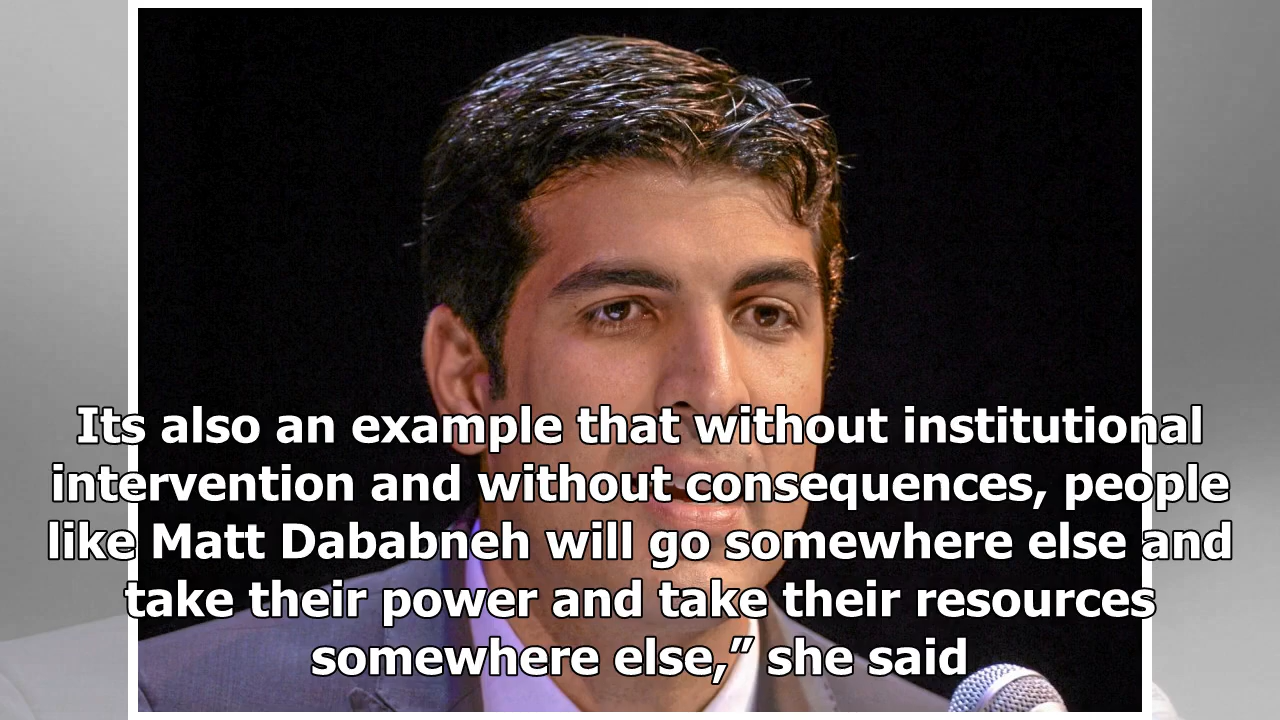 Its also an example that without institutional
intervention and without consequences, people
like Matt Dababneh will go somewhere else and
take their power and take their resources
somewhere else,” she said